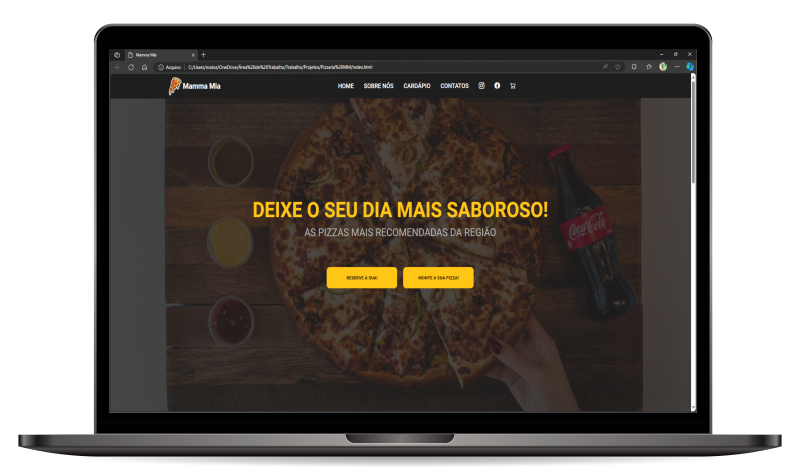 Mamma Mia
Arquivo
C:/Users/matos/OneDrive/Área%20de%20Trabalho/Trabalho/Projetos/Pizzaria%20MM/index.html
Mamma Mia
HOME SOBRE NÓS CARDÁPIO CONTATOS
DEIXE O SEU DIA MAIS SABOROSO!
AS PIZZAS MAIS RECOMENDADAS DA REGIÃO
Coca-Cola
RESERVE A SUA! MONTE A SUA PIZZA!